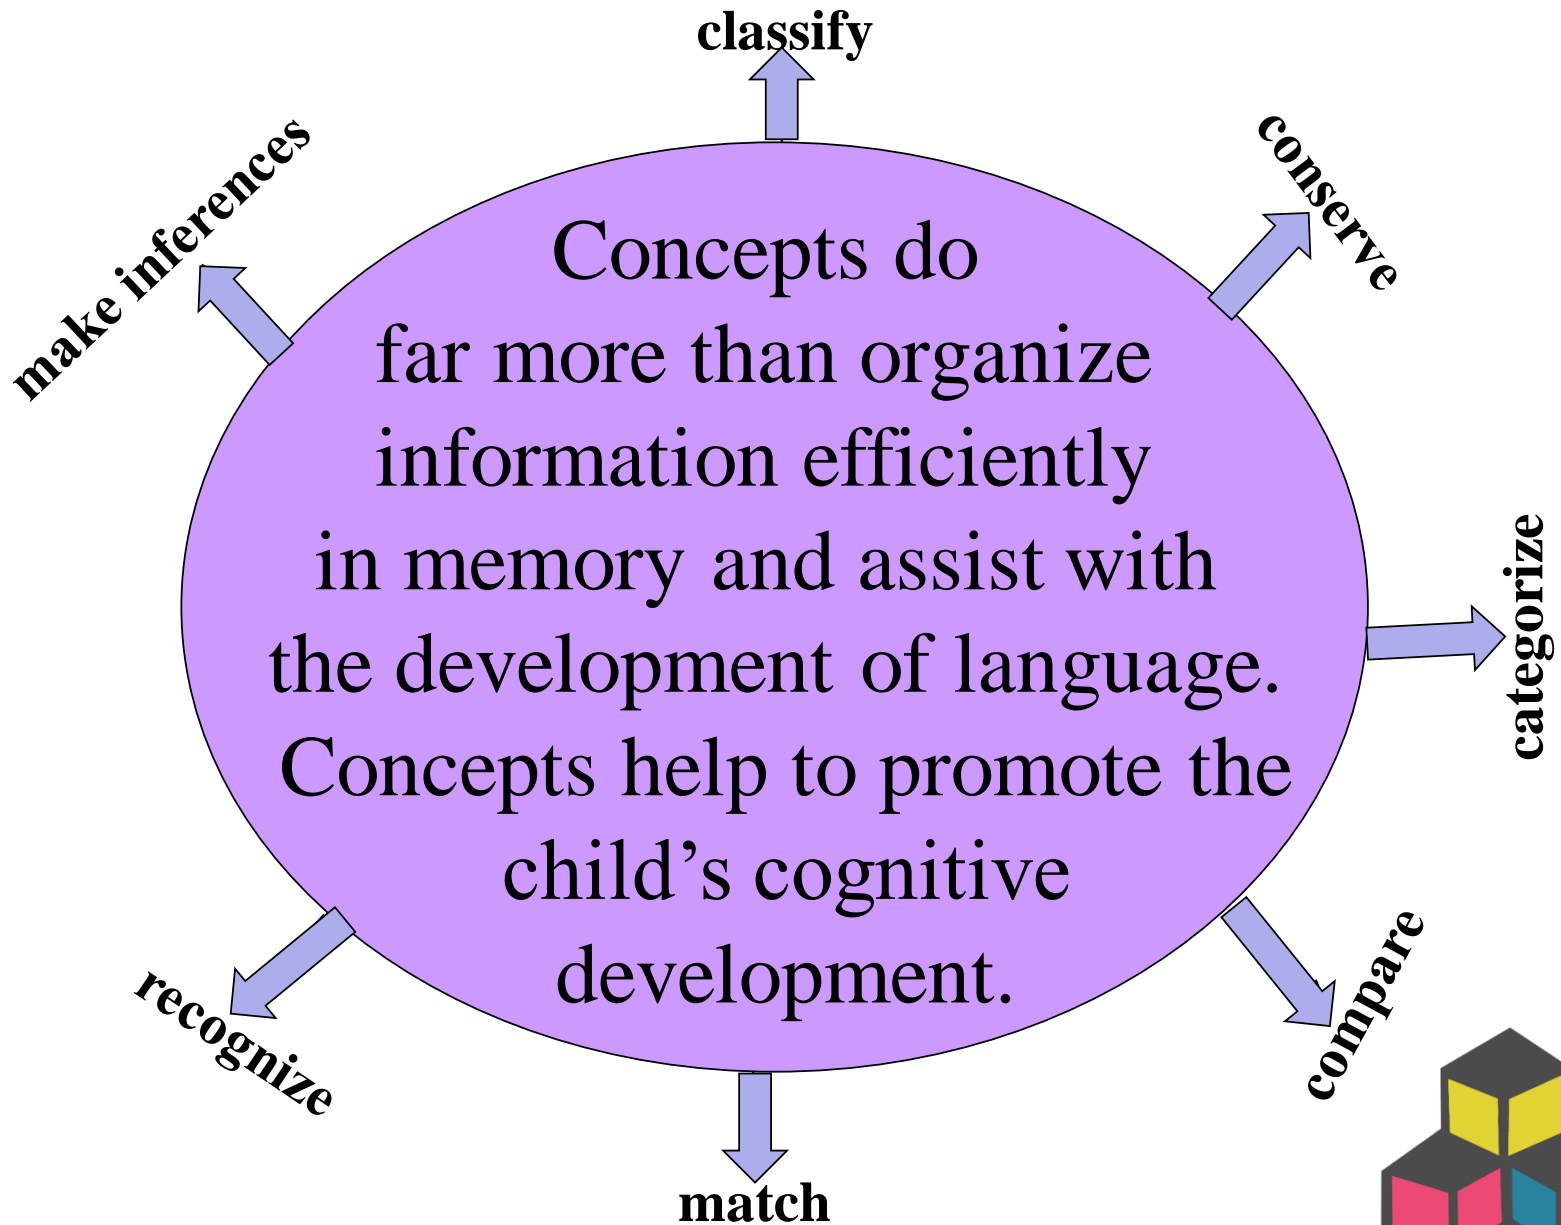 classify
conserve
make inferences
Concepts do
far more than organize
information efficiently
in memory and assist with
the development of language.
Concepts help to promote the
child’s cognitive
development.
categorize
compare
recognize
match